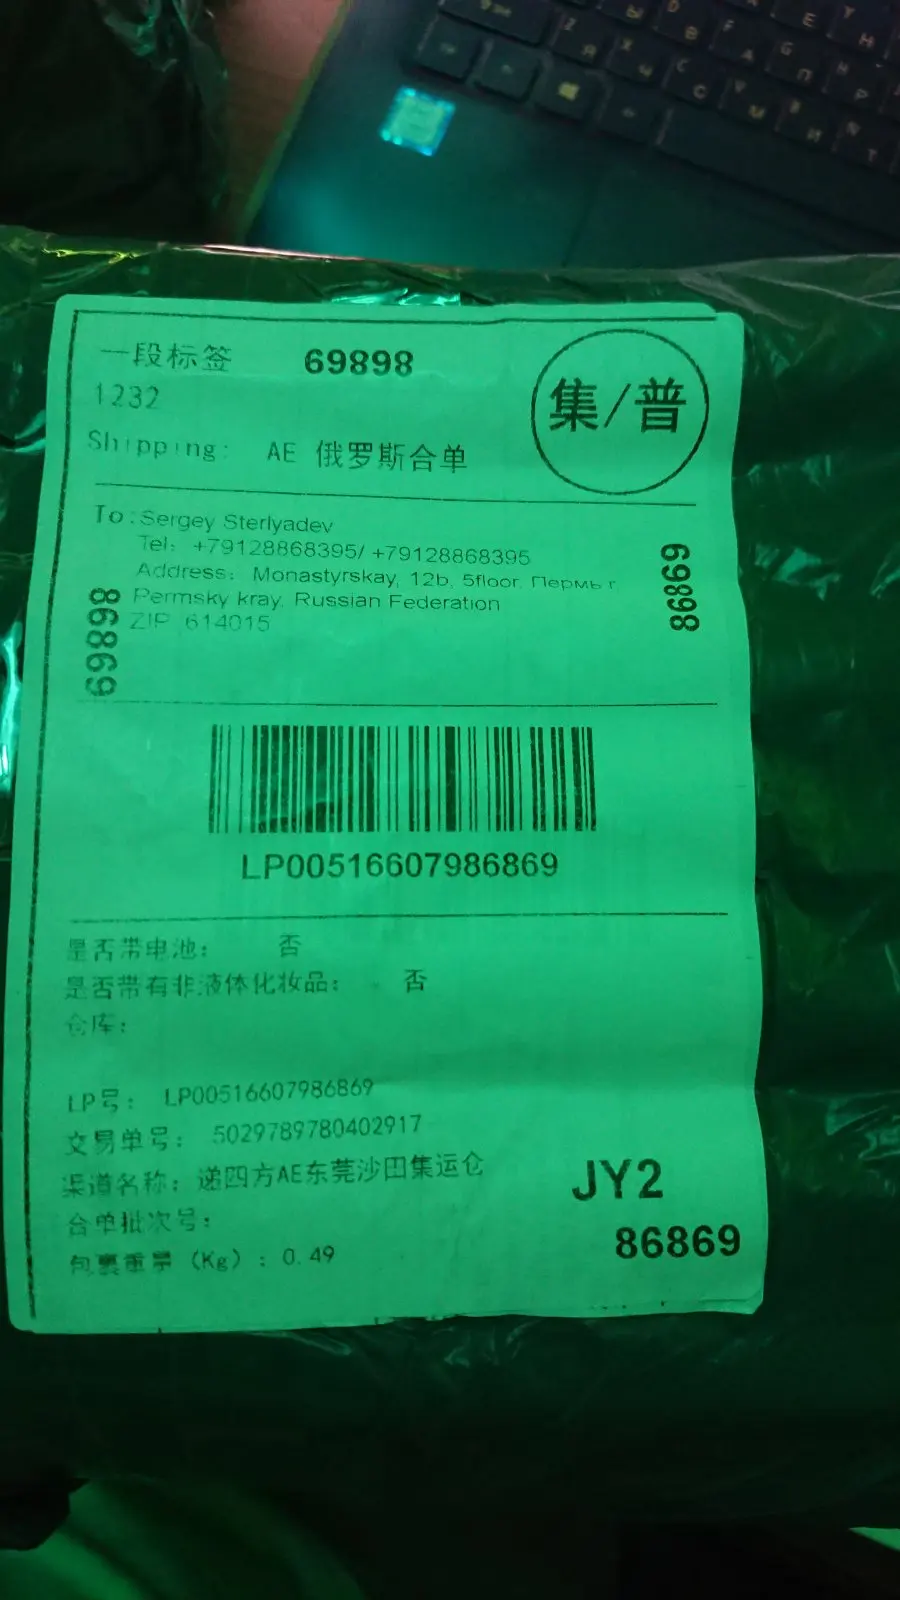 一段标签 69898
1232
集/普
Shipping: AE 俄罗斯合单
To:Sergey Sterlyadev
Tel: +79128868395/ +79128868395
Address: Monastyrskay, 12b, 5floor, Пермь г
Permsky kray, Russian Federation
ZIP 614015
69898
86869
LP00516607986869
是否带电池: 否
是否带有非液体化妆品: 否
仓库:
LP号: LP00516607986869
交易单号: 5029789780402917
渠道名称: 递四方AE东莞沙田集运仓
合单批次号:
包裹重量 (Kg) : 0.49
JY2
86869